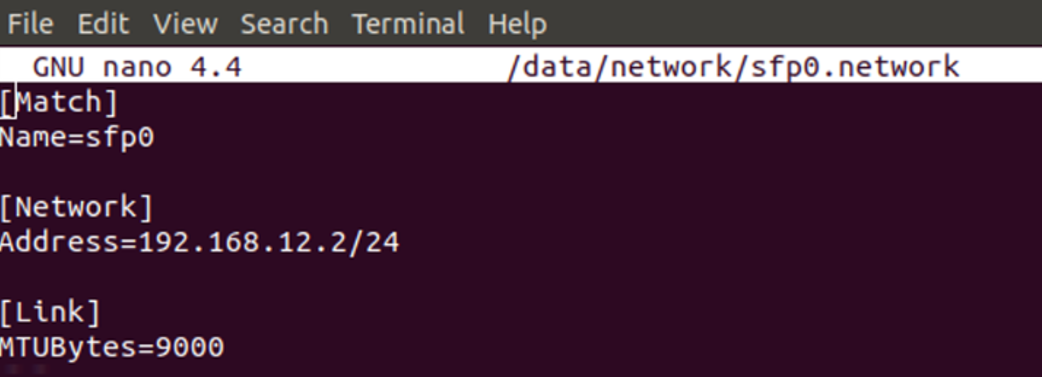 File Edit View Search Terminal Help
GNU nano 4.4 /data/network/sfp0.network
[Match]
Name=sfp0
[Network]
Address=192.168.12.2/24
[Link]
MTUBytes=9000